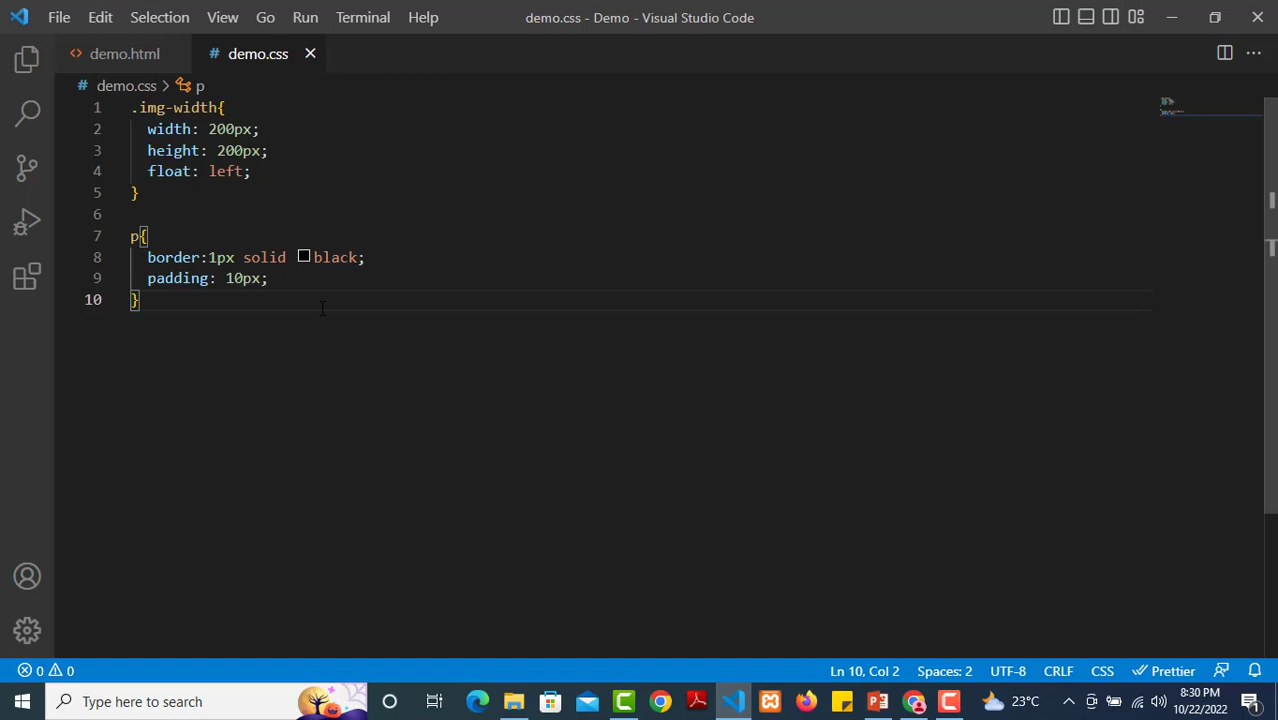 File Edit Selection View Go Run Terminal Help demo.css - Demo - Visual Studio Code
demo.html # demo.css
# demo.css > p
1 .img-width{
2 width: 200px;
3 height: 200px;
4 float: left;
5 }
6
7 p{
8 border:1px solid black;
9 padding: 10px;
10 }
0 0 Ln 10, Col 2 Spaces: 2 UTF-8 CRLF CSS Prettier
Type here to search 23°C 8:30 PM
10/22/2022 1